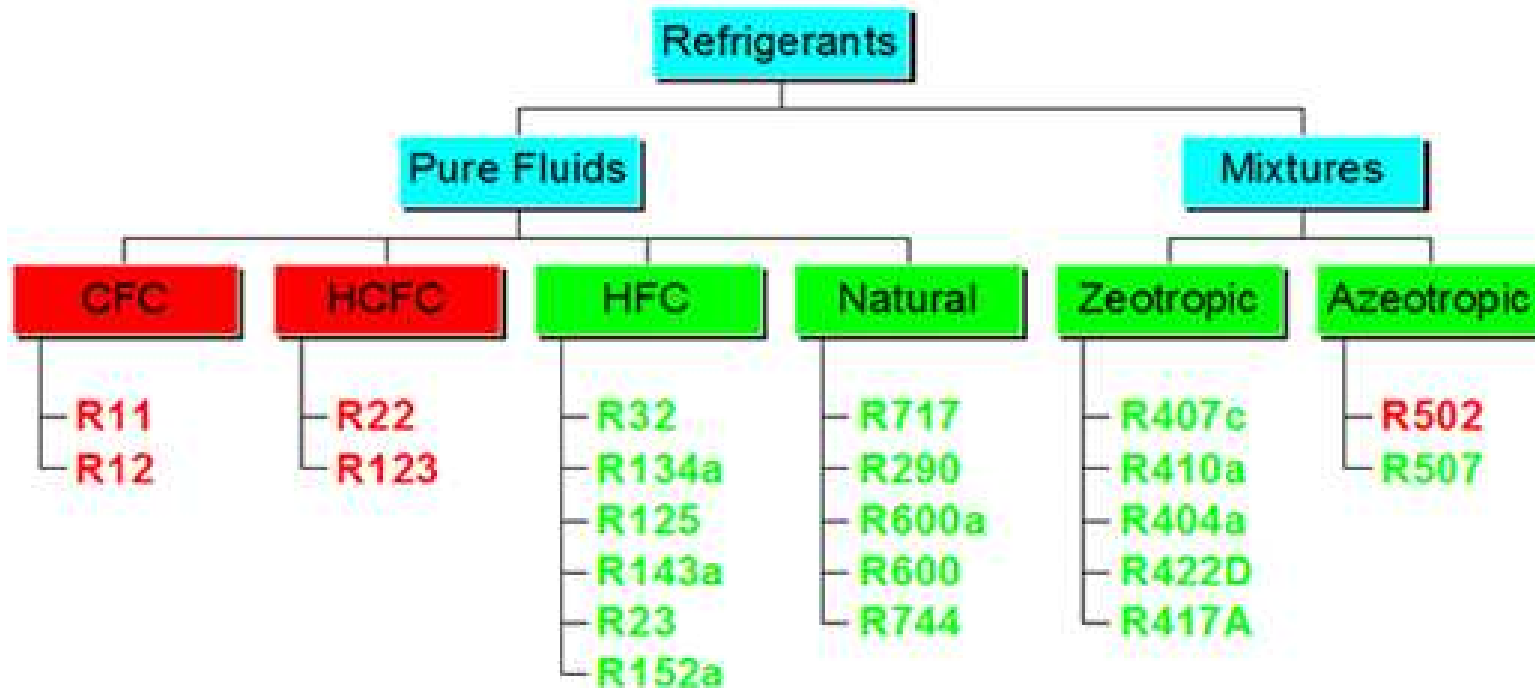 Refrigerants
Pure Fluids
Mixtures
CFC
HCFC
HFC
Natural
Zeotropic
Azeotropic
R11
R12
R22
R123
R32
R134a
R125
R143a
R23
R152a
R717
R290
R600a
R600
R744
R407c
R410a
R404a
R422D
R417A
R502
R507